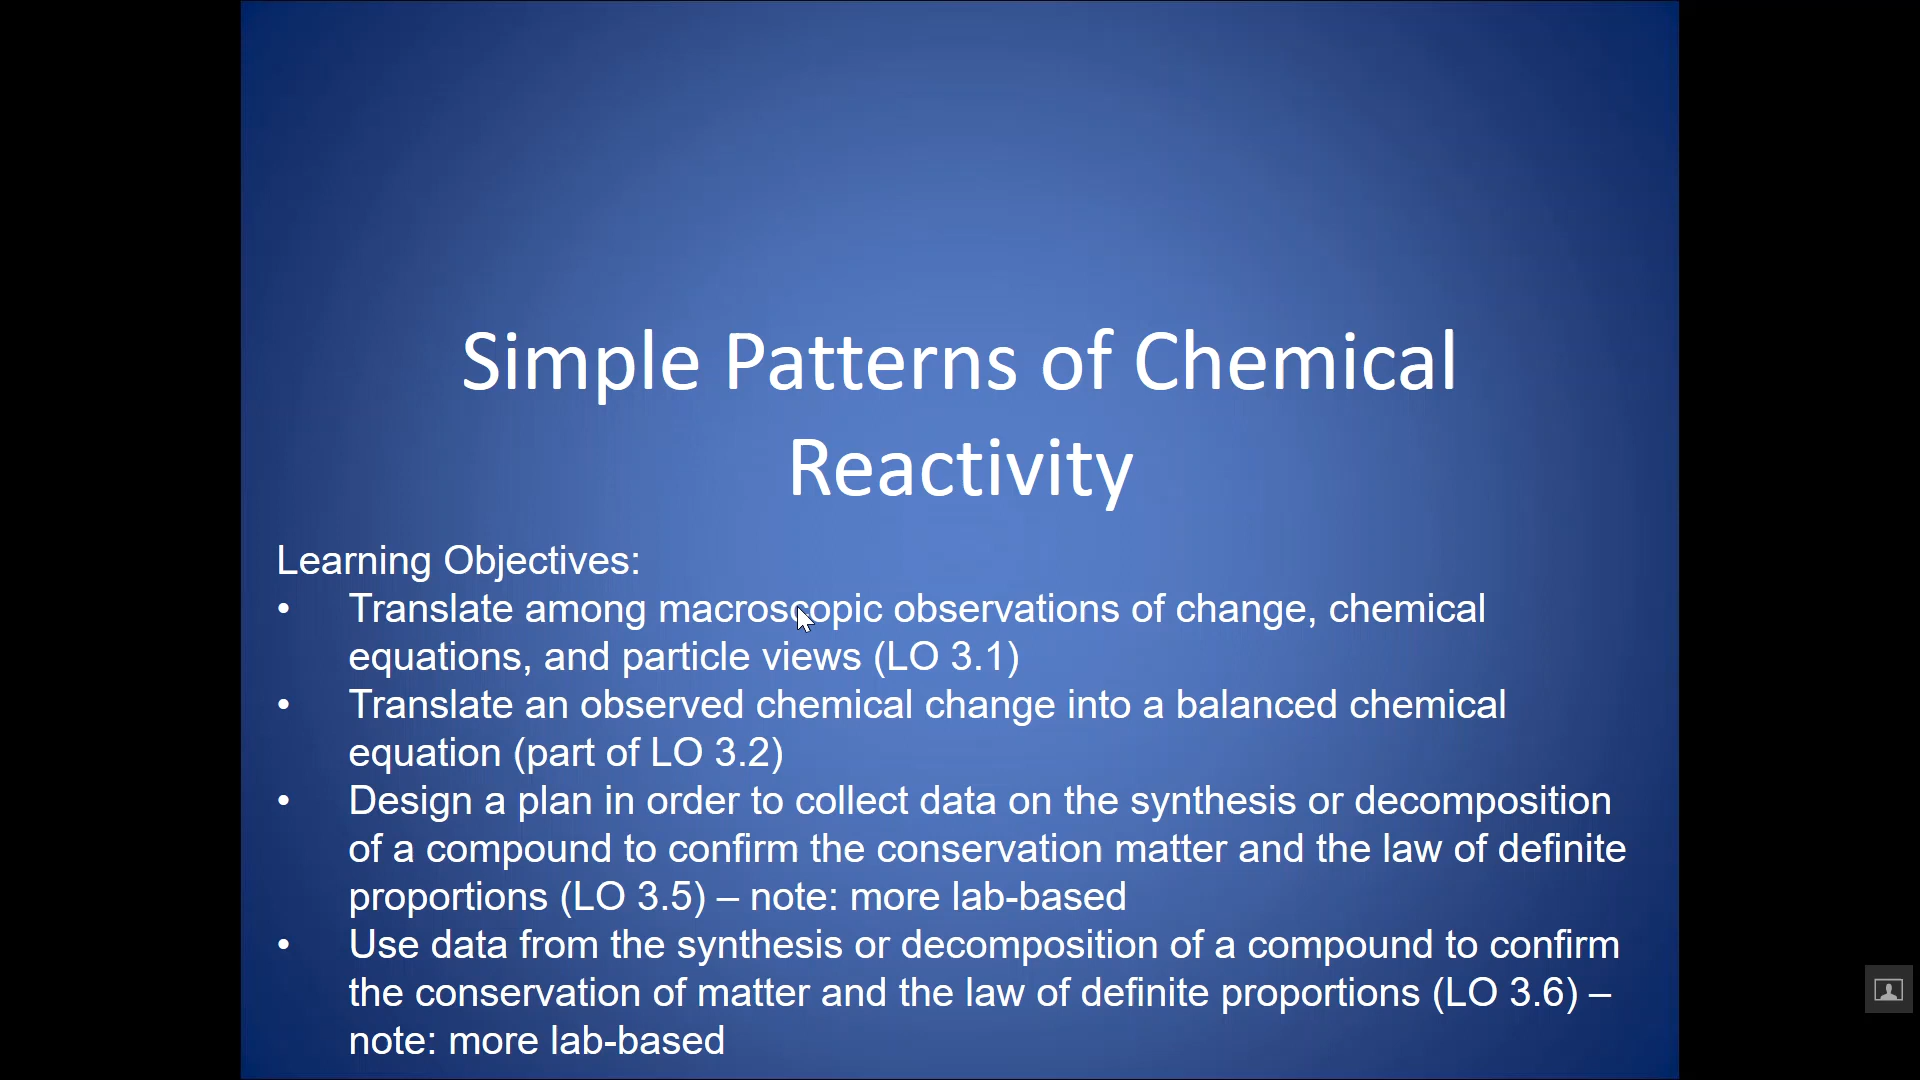 Simple Patterns of Chemical
Reactivity
Learning Objectives:
• Translate among macroscopic observations of change, chemical
equations, and particle views (LO 3.1)
• Translate an observed chemical change into a balanced chemical
equation (part of LO 3.2)
• Design a plan in order to collect data on the synthesis or decomposition
of a compound to confirm the conservation matter and the law of definite
proportions (LO 3.5) – note: more lab-based
• Use data from the synthesis or decomposition of a compound to confirm
the conservation of matter and the law of definite proportions (LO 3.6) –
note: more lab-based